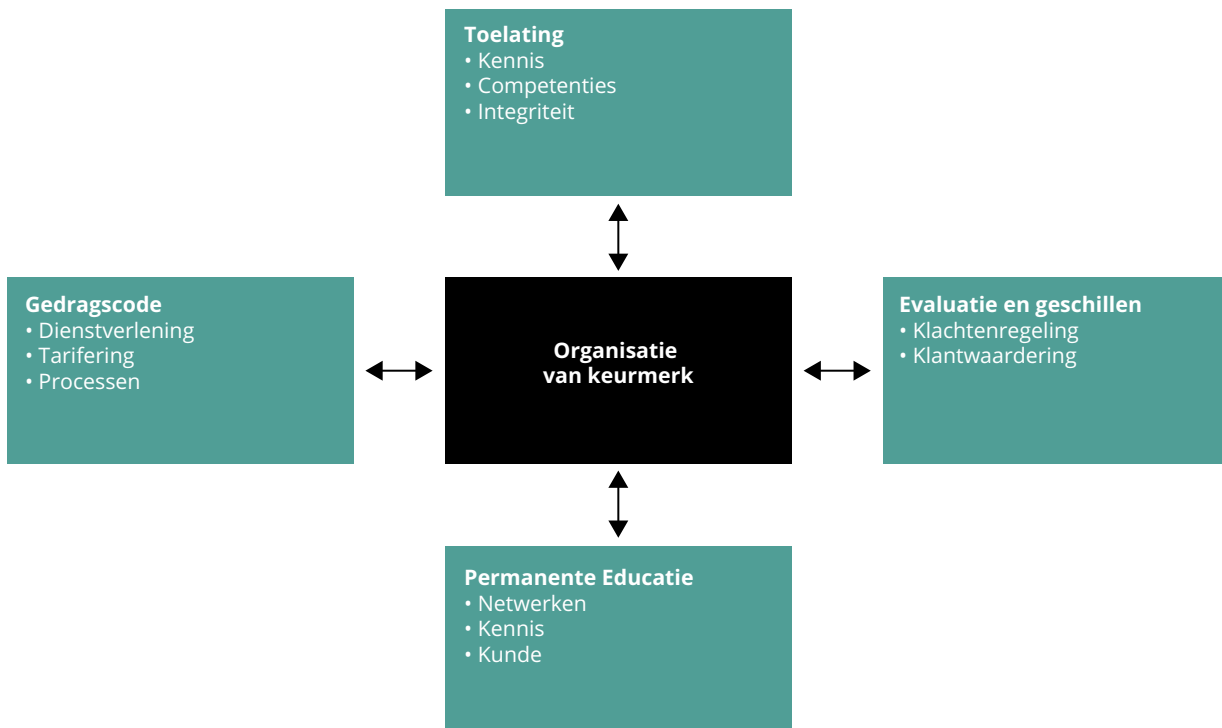 Toelating
• Kennis
• Competenties
• Integriteit
Gedragscode
• Dienstverlening
• Tarifering
• Processen
Organisatie
van keurmerk
Evaluatie en geschillen
• Klachtenregeling
• Klantwaardering
Permanente Educatie
• Netwerken
• Kennis
• Kunde